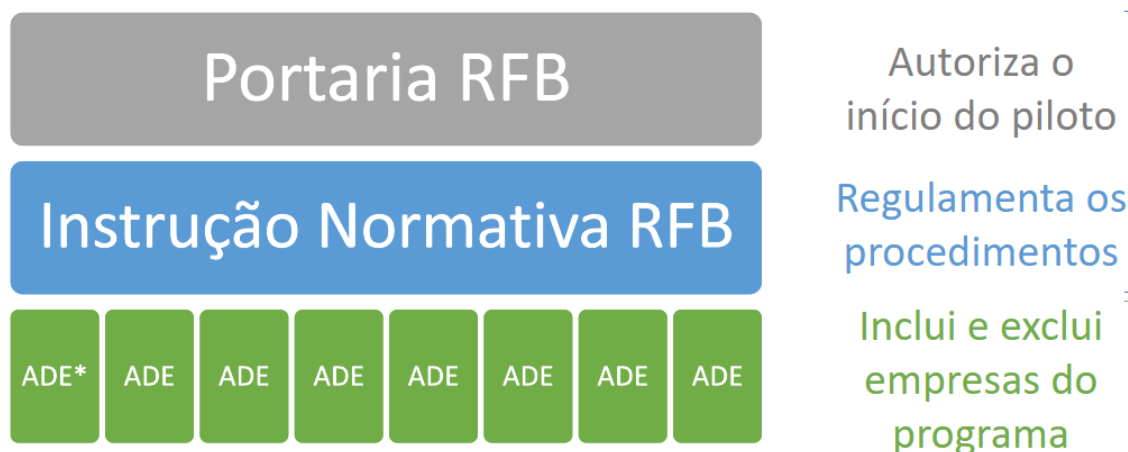 Portaria RFB
Autoriza o
início do piloto
Instrução Normativa RFB
Regulamenta os
procedimentos
ADE* ADE ADE ADE ADE ADE ADE ADE
Inclui e exclui
empresas do
programa